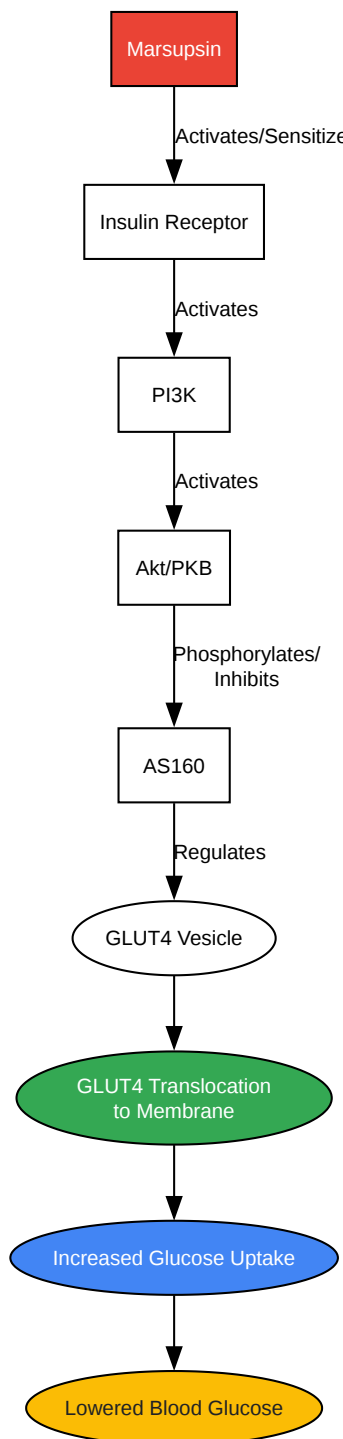 Marsupsin
Activates/Sensitize
Insulin Receptor
Activates
PI3K
Activates
Akt/PKB
Phosphorylates/
Inhibits
AS160
Regulates
GLUT4 Vesicle
GLUT4 Translocation
to Membrane
Increased Glucose Uptake
Lowered Blood Glucose